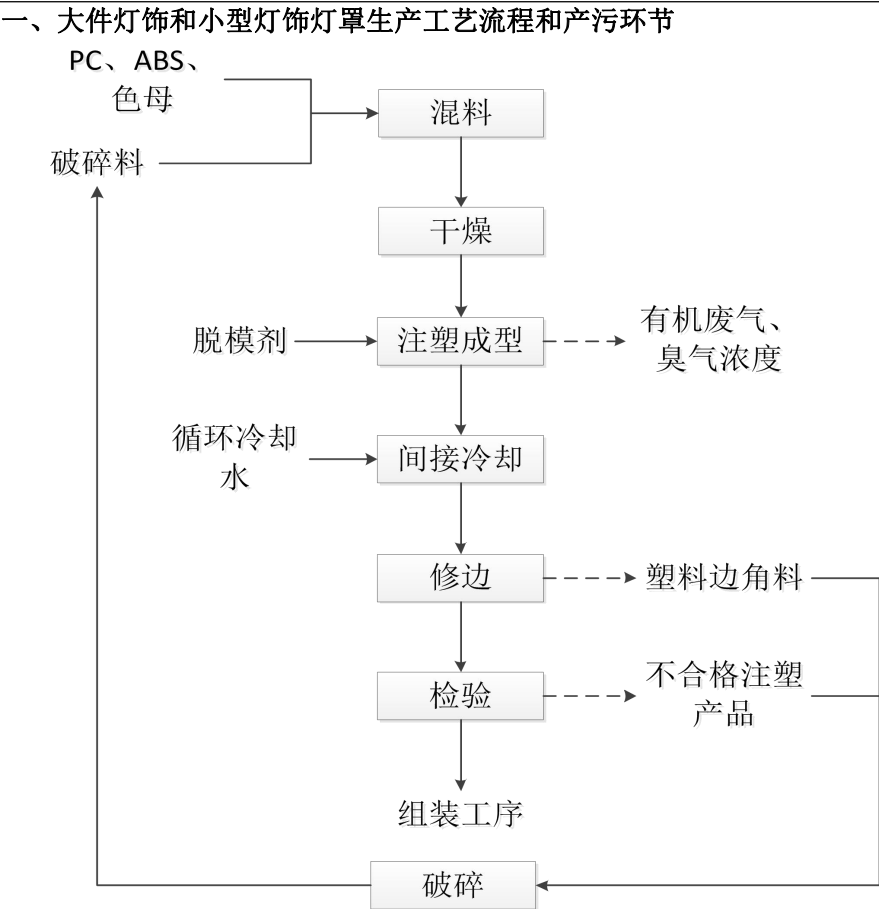 一、大件灯饰和小型灯饰灯罩生产工艺流程和产污环节
PC、ABS、
色母
混料
破碎料
干燥
脱模剂
注塑成型
有机废气、
臭气浓度
循环冷却
水
间接冷却
修边
塑料边角料
检验
不合格注塑
产品
组装工序
破碎